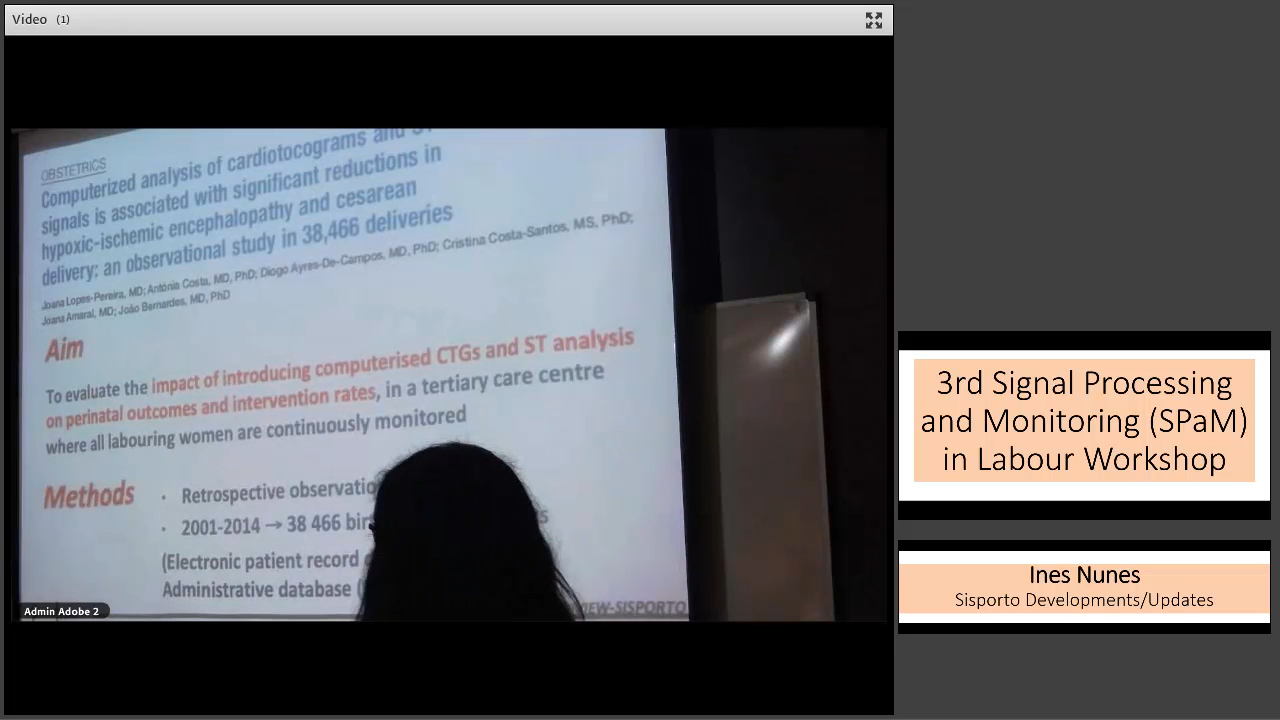 Video (1)
OBSTETRICS
Computerized analysis of cardiotocograms and
signals is associated with significant reductions in
hypoxic-ischemic encephalopathy and cesarean
delivery: an observational study in 38,466 deliveries
Joana Lopes-Pereira, MD; Antónia Costa, MD, PhD; Diogo Ayres-De-Campos, MD, PhD; Cristina Costa-Santos, MS, PhD;
Joana Amaral, MD; João Bernardes, MD, PhD
Aim
To evaluate the impact of introducing computerised CTGs and ST analysis
on perinatal outcomes and intervention rates, in a tertiary care centre
where all labouring women are continuously monitored
Methods
· Retrospective
· 2001-2014 → 38 466
(Electronic patient record
Administrative database (
Admin Adobe 2
3rd Signal Processing
and Monitoring (SPaM)
in Labour Workshop
Ines Nunes
Sisporto Developments/Updates